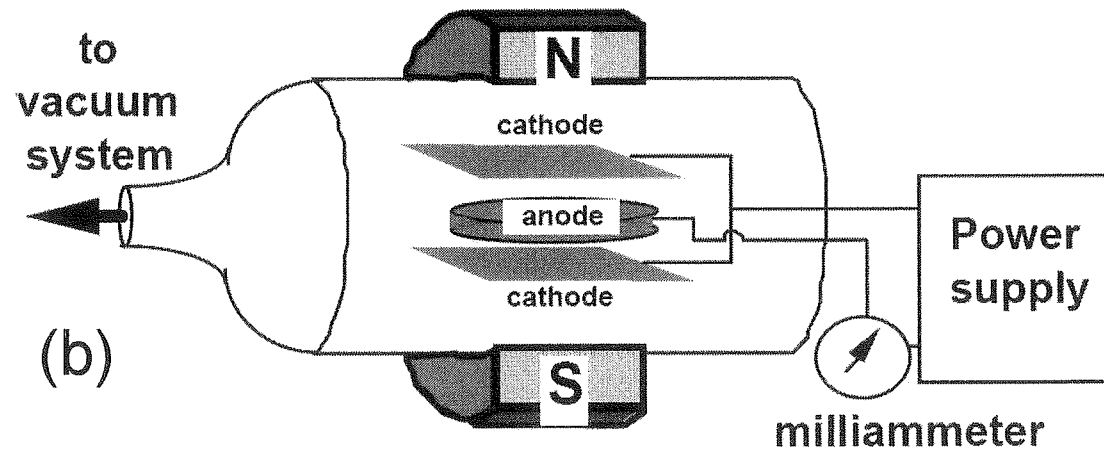 to
vacuum
system
N
cathode
anode
cathode
Power
supply
(b)
S
milliammeter